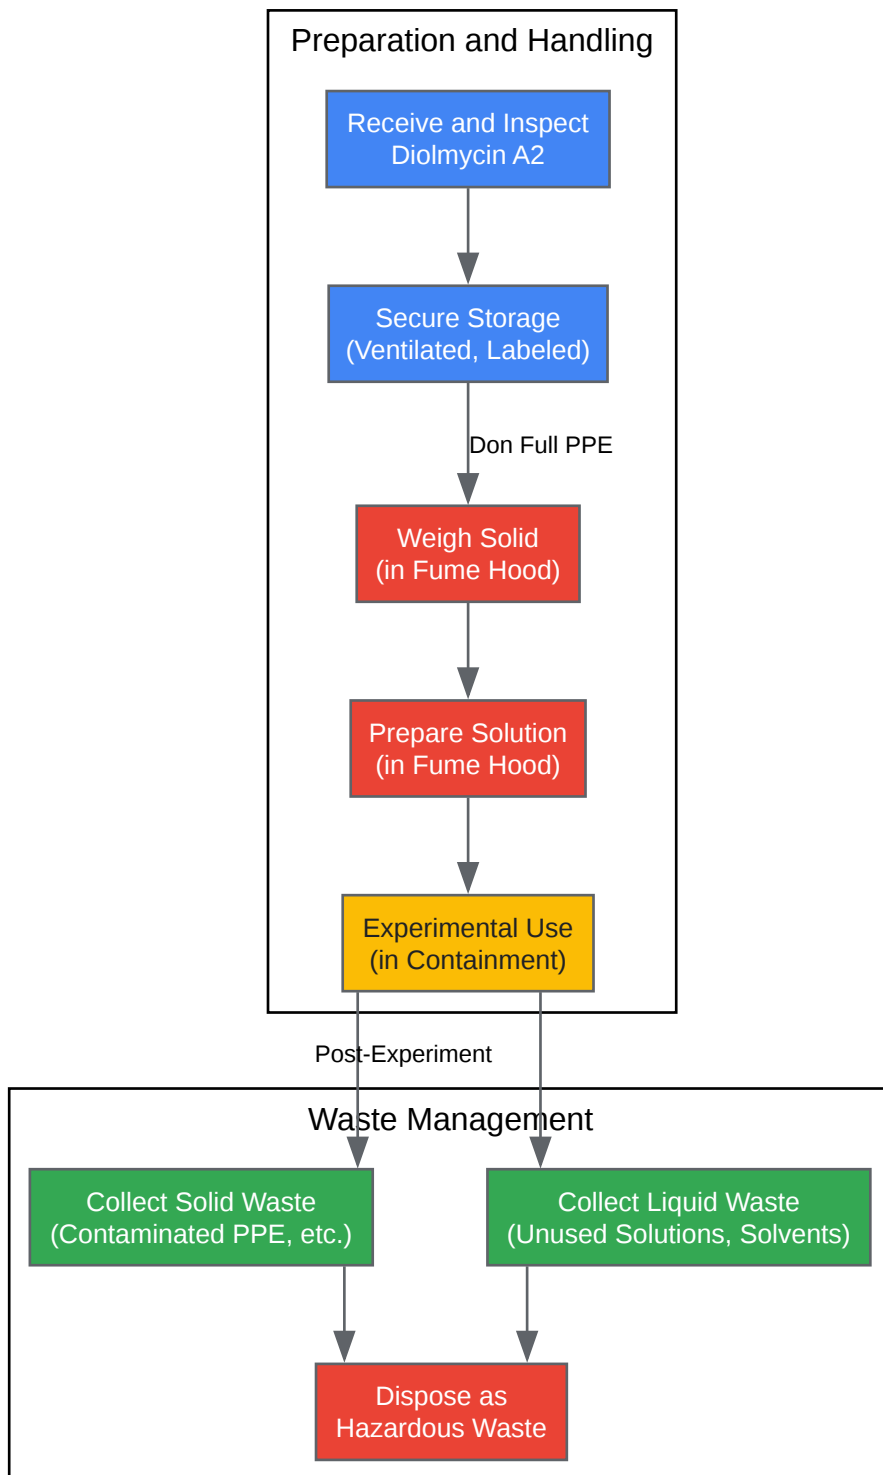 Preparation and Handling
Receive and Inspect
Diolmycin A2
Secure Storage
(Ventilated, Labeled)
Don Full PPE
Weigh Solid
(in Fume Hood)
Prepare Solution
(in Fume Hood)
Experimental Use
(in Containment)
Post-Experiment
Waste Management
Collect Solid Waste
(Contaminated PPE, etc.)
Collect Liquid Waste
(Unused Solutions, Solvents)
Dispose as
Hazardous Waste